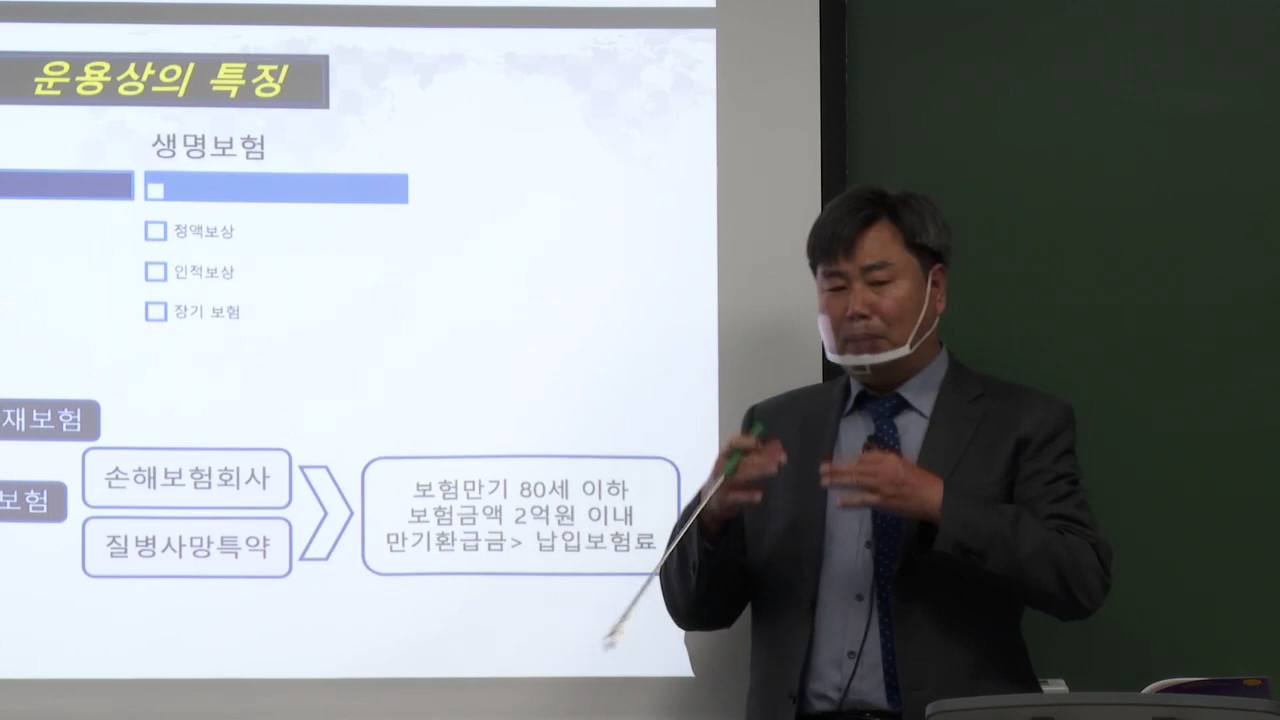 운용상의 특징
생명보험
정액보상
인적보상
장기 보험
재보험
보험
손해보험회사
질병사망특약
보험만기 80세 이하
보험금액 2억원 이내
만기환급금> 납입보험료